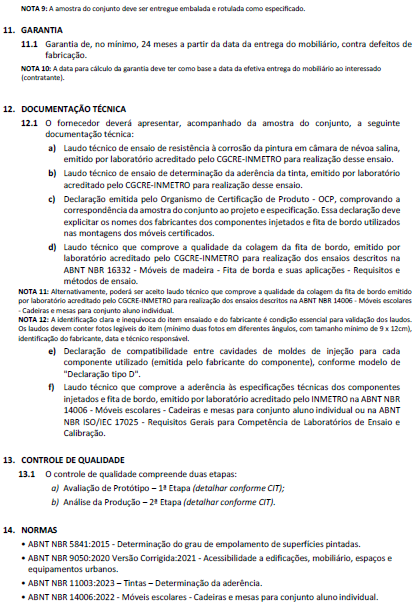 NOTA 9: A amostra do conjunto deve ser entregue embalada e rotulada como especificado.
11. GARANTIA
11.1 Garantia de, no mínimo, 24 meses a partir da data da entrega do mobiliário, contra defeitos de
fabricação.
NOTA 10: A data para cálculo da garantia deve ter como base a data da efetiva entrega do mobiliário ao interessado
(contratante).
12. DOCUMENTAÇÃO TÉCNICA
12.1 O fornecedor deverá apresentar, acompanhado da amostra do conjunto, a seguinte
documentação técnica:
a) Laudo técnico de ensaio de resistência à corrosão da pintura em câmara de névoa salina,
emitido por laboratório acreditado pelo CGCRE-INMETRO para realização desse ensaio.
b) Laudo técnico de ensaio de determinação da aderência da tinta, emitido por laboratório
acreditado pelo CGCRE-INMETRO para realização desse ensaio.
c) Declaração emitida pelo Organismo de Certificação de Produto - OCP, comprovando a
correspondência da amostra do conjunto ao projeto e especificação. Essa declaração deve
explicitar os nomes dos fabricantes dos componentes injetados e fita de bordo utilizados
nas montagens dos móveis certificados.
d) Laudo técnico que comprove a qualidade da colagem da fita de bordo, emitido por
laboratório acreditado pelo CGCRE-INMETRO para realização dos ensaios descritos na
ABNT NBR 16332 - Móveis de madeira - Fita de borda e suas aplicações - Requisitos e
métodos de ensaio.
NOTA 11: Alternativamente, poderá ser aceito laudo técnico que comprove a qualidade da colagem da fita de bordo emitido
por laboratório acreditado pelo CGCRE-INMETRO para realização dos ensaios descritos na ABNT NBR 14006 - Móveis escolares
- Cadeiras e mesas para conjunto aluno individual.
NOTA 12: A identificação clara e inequívoca do item ensaiado e do fabricante é condição essencial para validação dos laudos.
Os laudos devem conter fotos legíveis do item (mínimo duas fotos em diferentes ângulos, com tamanho mínimo de 9 x 12cm),
identificação do fabricante, data e técnico responsável.
e) Declaração de compatibilidade entre cavidades de moldes de injeção para cada
componente utilizado (emitida pelo fabricante do componente), conforme modelo de
"Declaração tipo D".
f) Laudo técnico que comprove a aderência às especificações técnicas dos componentes
injetados e fita de bordo, emitido por laboratório acreditado pelo INMETRO na ABNT NBR
14006 - Móveis escolares - Cadeiras e mesas para conjunto aluno individual ou na ABNT
NBR ISO/IEC 17025 - Requisitos Gerais para Competência de Laboratórios de Ensaio e
Calibração.
13. CONTROLE DE QUALIDADE
13.1 O controle de qualidade compreende duas etapas:
a) Avaliação de Protótipo – 1ª Etapa (detalhar conforme CIT);
b) Análise da Produção – 2ª Etapa (detalhar conforme CIT).
14. NORMAS
• ABNT NBR 5841:2015 - Determinação do grau de empolamento de superfícies pintadas.
• ABNT NBR 9050:2020 Versão Corrigida:2021 - Acessibilidade a edificações, mobiliário, espaços e
equipamentos urbanos.
• ABNT NBR 11003:2023 – Tintas – Determinação da aderência.
• ABNT NBR 14006:2022 - Móveis escolares - Cadeiras e mesas para conjunto aluno individual.